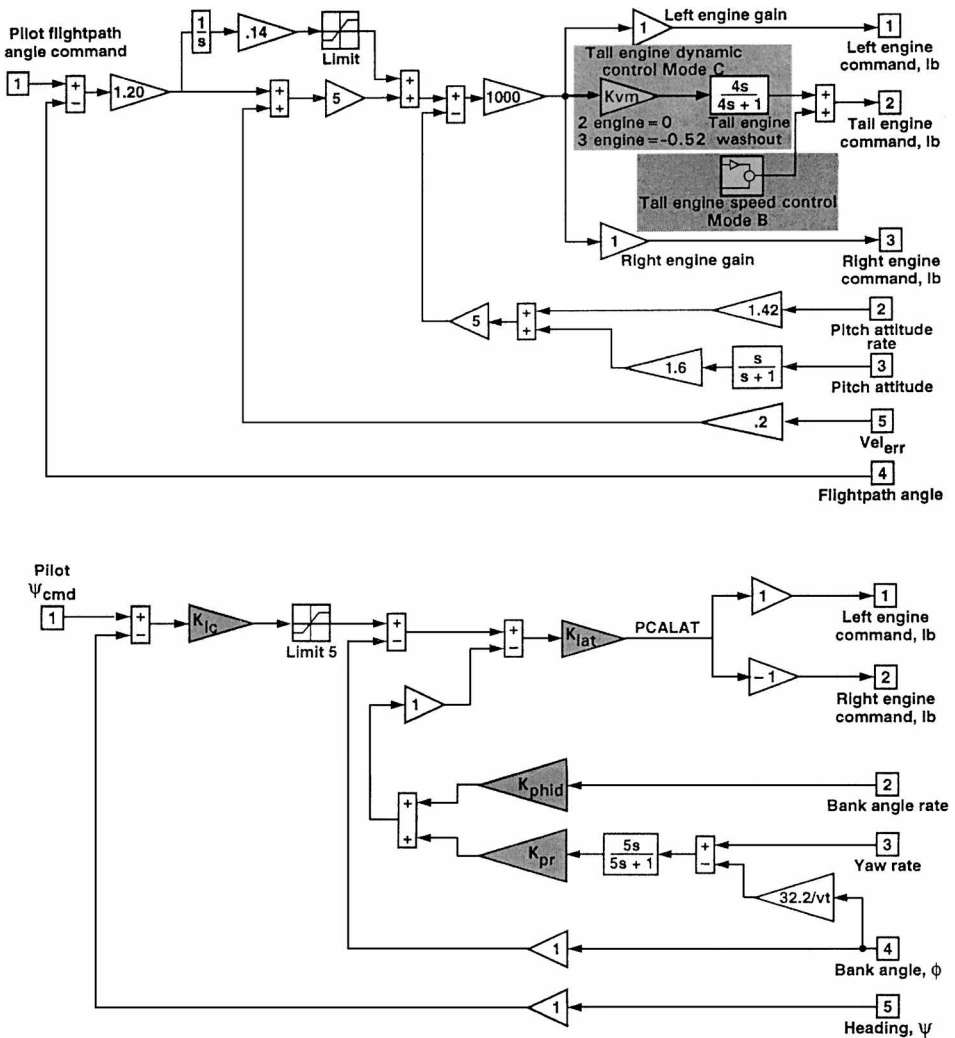 Pilot flightpath
angle command
1
+
−
1.20
1
s
.14
Limit
+
+
5
+
+
+
−
1000
1
Left engine gain
1
Left engine
command, lb
Tall engine dynamic
control Mode C
Kvm
4s
4s + 1
2 engine = 0
3 engine=-0.52
Tall engine
washout
+
+
2
Tall engine
command, lb
Tall engine speed control
Mode B
1
Right engine gain
3
Right engine
command, lb
5
+
+
1.42
2
Pitch attitude
rate
1.6
s
s + 1
3
Pitch attitude
.2
5
Vel_err
4
Flightpath angle
Pilot
Ψcmd
1
+
−
Klc
Limit 5
+
−
+
−
Klat
PCALAT
1
1
Left engine
command, lb
− 1
2
Right engine
command, lb
1
+
+
Kphid
2
Bank angle rate
Kpr
5s
5s + 1
+
−
3
Yaw rate
32.2/vt
1
4
Bank angle, ϕ
1
5
Heading, ψ